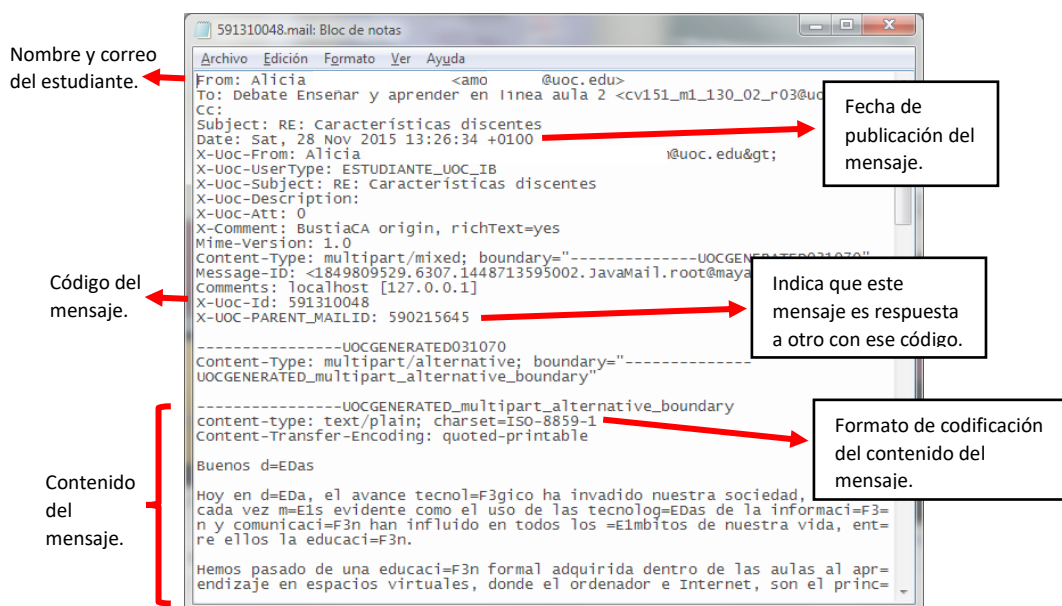 591310048.mail: Bloc de notas
Archivo Edición Formato Ver Ayuda
Nombre y correo
del estudiante.
From: Alicia <amo @uoc.edu>
To: Debate Enseñar y aprender en línea aula 2 <cv151_m1_130_02_r03@uo
Cc:
Subject: RE: Características discentes
Date: Sat, 28 Nov 2015 13:26:34 +0100
X-Uoc-From: Alicia @uoc.edu&gt;
X-Uoc-UserType: ESTUDIANTE_UOC_IB
X-Uoc-Subject: RE: Características discentes
X-Uoc-Description:
X-Uoc-Att: 0
X-Comment: BustiaCA origin, richText=yes
Mime-Version: 1.0
Content-Type: multipart/mixed; boundary="---------------UOCGENERATED031070"
Message-ID: <1849809529.6307.1448713595002.JavaMail.root@maya
Comments: localhost [127.0.0.1]
X-Uoc-Id: 591310048
X-UOC-PARENT_MAILID: 590215645
Fecha de
publicación del
mensaje.
Código del
mensaje.
Indica que este
mensaje es respuesta
a otro con ese código.
----------------UOCGENERATED031070
Content-Type: multipart/alternative; boundary="--------------
UOCGENERATED_multipart_alternative_boundary"
----------------UOCGENERATED_multipart_alternative_boundary
content-type: text/plain; charset=ISO-8859-1
Content-Transfer-Encoding: quoted-printable
Formato de codificación
del contenido del
mensaje.
Contenido
del
mensaje.
Buenos d=EDas
Hoy en d=EDa, el avance tecnol=F3gico ha invadido nuestra sociedad,
cada vez m=E1s evidente como el uso de las tecnolog=EDas de la informaci=F3=
n y comunicaci=F3n han influido en todos los =E1mbitos de nuestra vida, ent=
re ellos la educaci=F3n.
Hemos pasado de una educaci=F3n formal adquirida dentro de las aulas al apr=
endizaje en espacios virtuales, donde el ordenador e Internet, son el princ=